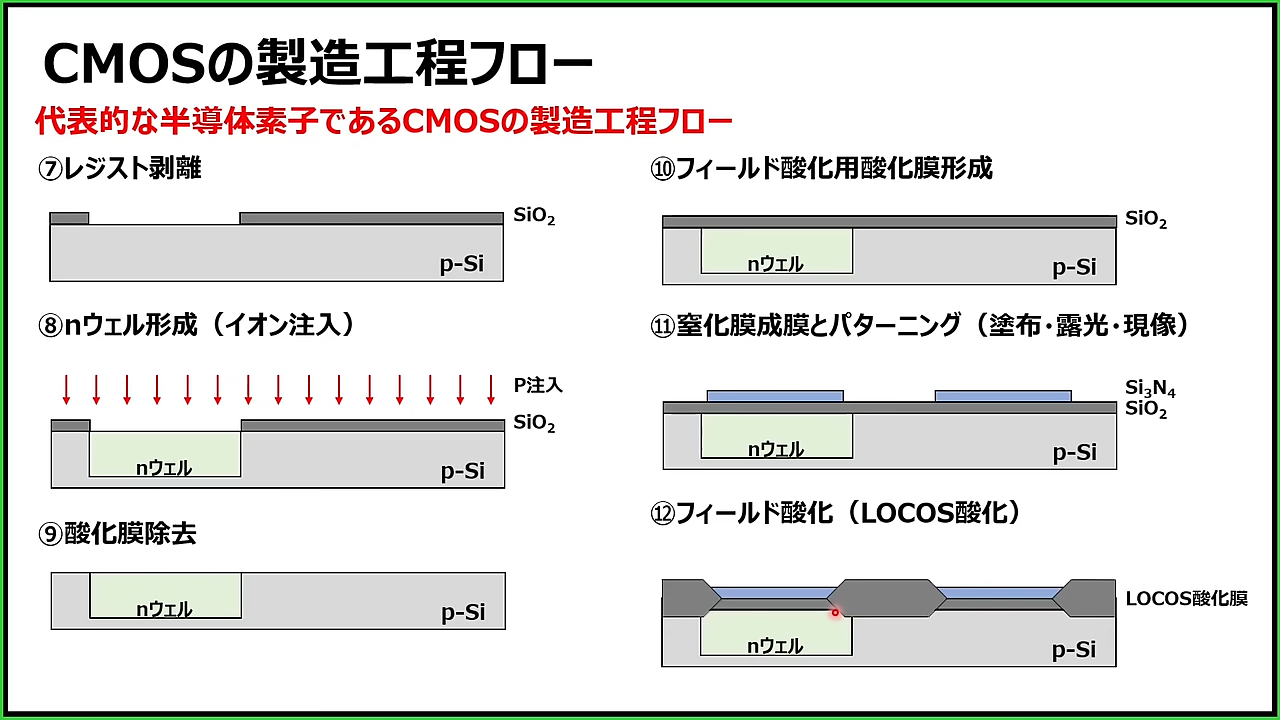 CMOSの製造工程フロー
代表的な半導体素子であるCMOSの製造工程フロー
⑦レジスト剥離
SiO2
p-Si
⑧nウェル形成（イオン注入）
P注入
SiO2
nウェル
p-Si
⑨酸化膜除去
nウェル
p-Si
⑩フィールド酸化用酸化膜形成
SiO2
nウェル
p-Si
⑪窒化膜成膜とパターニング（塗布・露光・現像）
Si3N4
SiO2
nウェル
p-Si
⑫フィールド酸化（LOCOS酸化）
LOCOS酸化膜
nウェル
p-Si